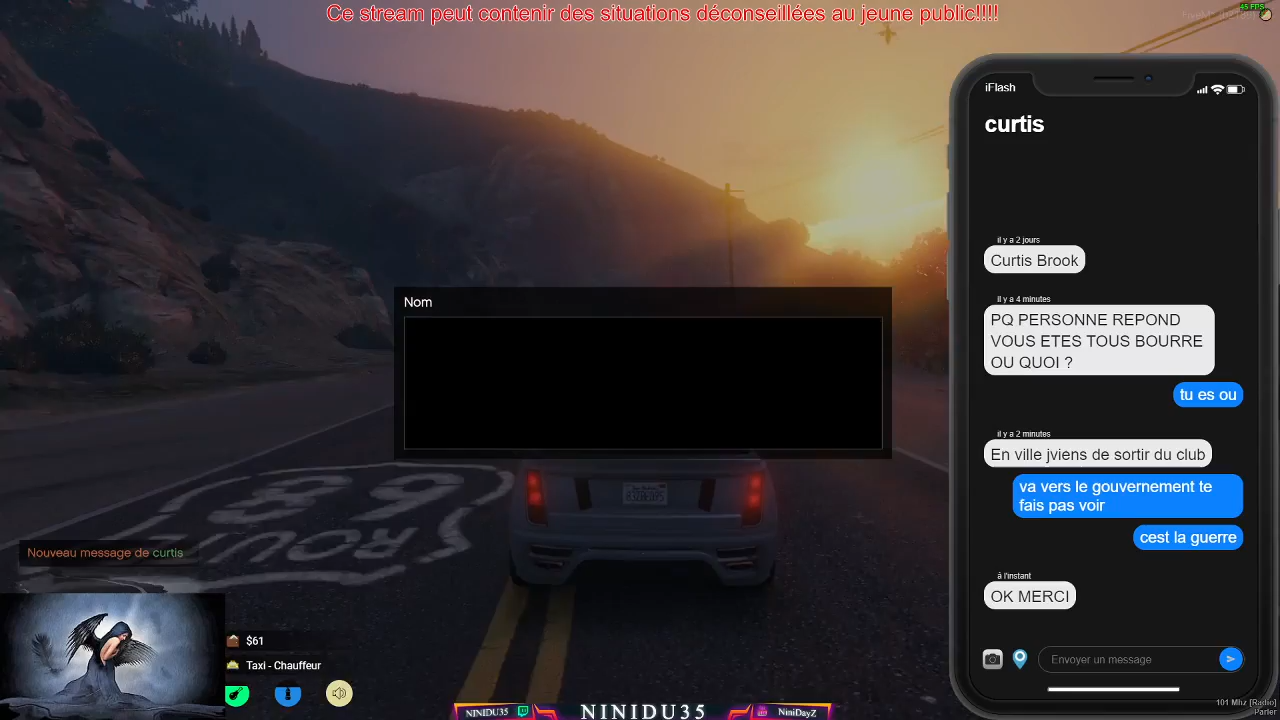 Ce stream peut contenir des situations déconseillées au jeune public!!!!
45 FPS
iFlash
curtis
il y a 2 jours
Curtis Brook
il y a 4 minutes
PQ PERSONNE REPOND
VOUS ETES TOUS BOURRE
OU QUOI ?
tu es ou
il y a 2 minutes
En ville jviens de sortir du club
va vers le gouvernement te
fais pas voir
cest la guerre
à l'instant
OK MERCI
Envoyer un message
Nom
Nouveau message de curtis
$61
Taxi - Chauffeur
NINIDU35
NINIDU35
NiniDayZ
101 Mhz [Radio]
Parler